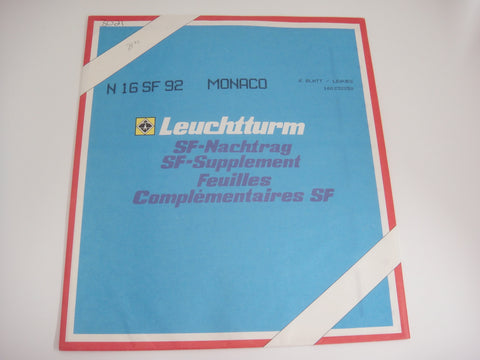 N 16 SF 92 MONACO
Leuchtturm
SF-Nachtrag
SF-Supplement
Feuilles
Complémentaires SF